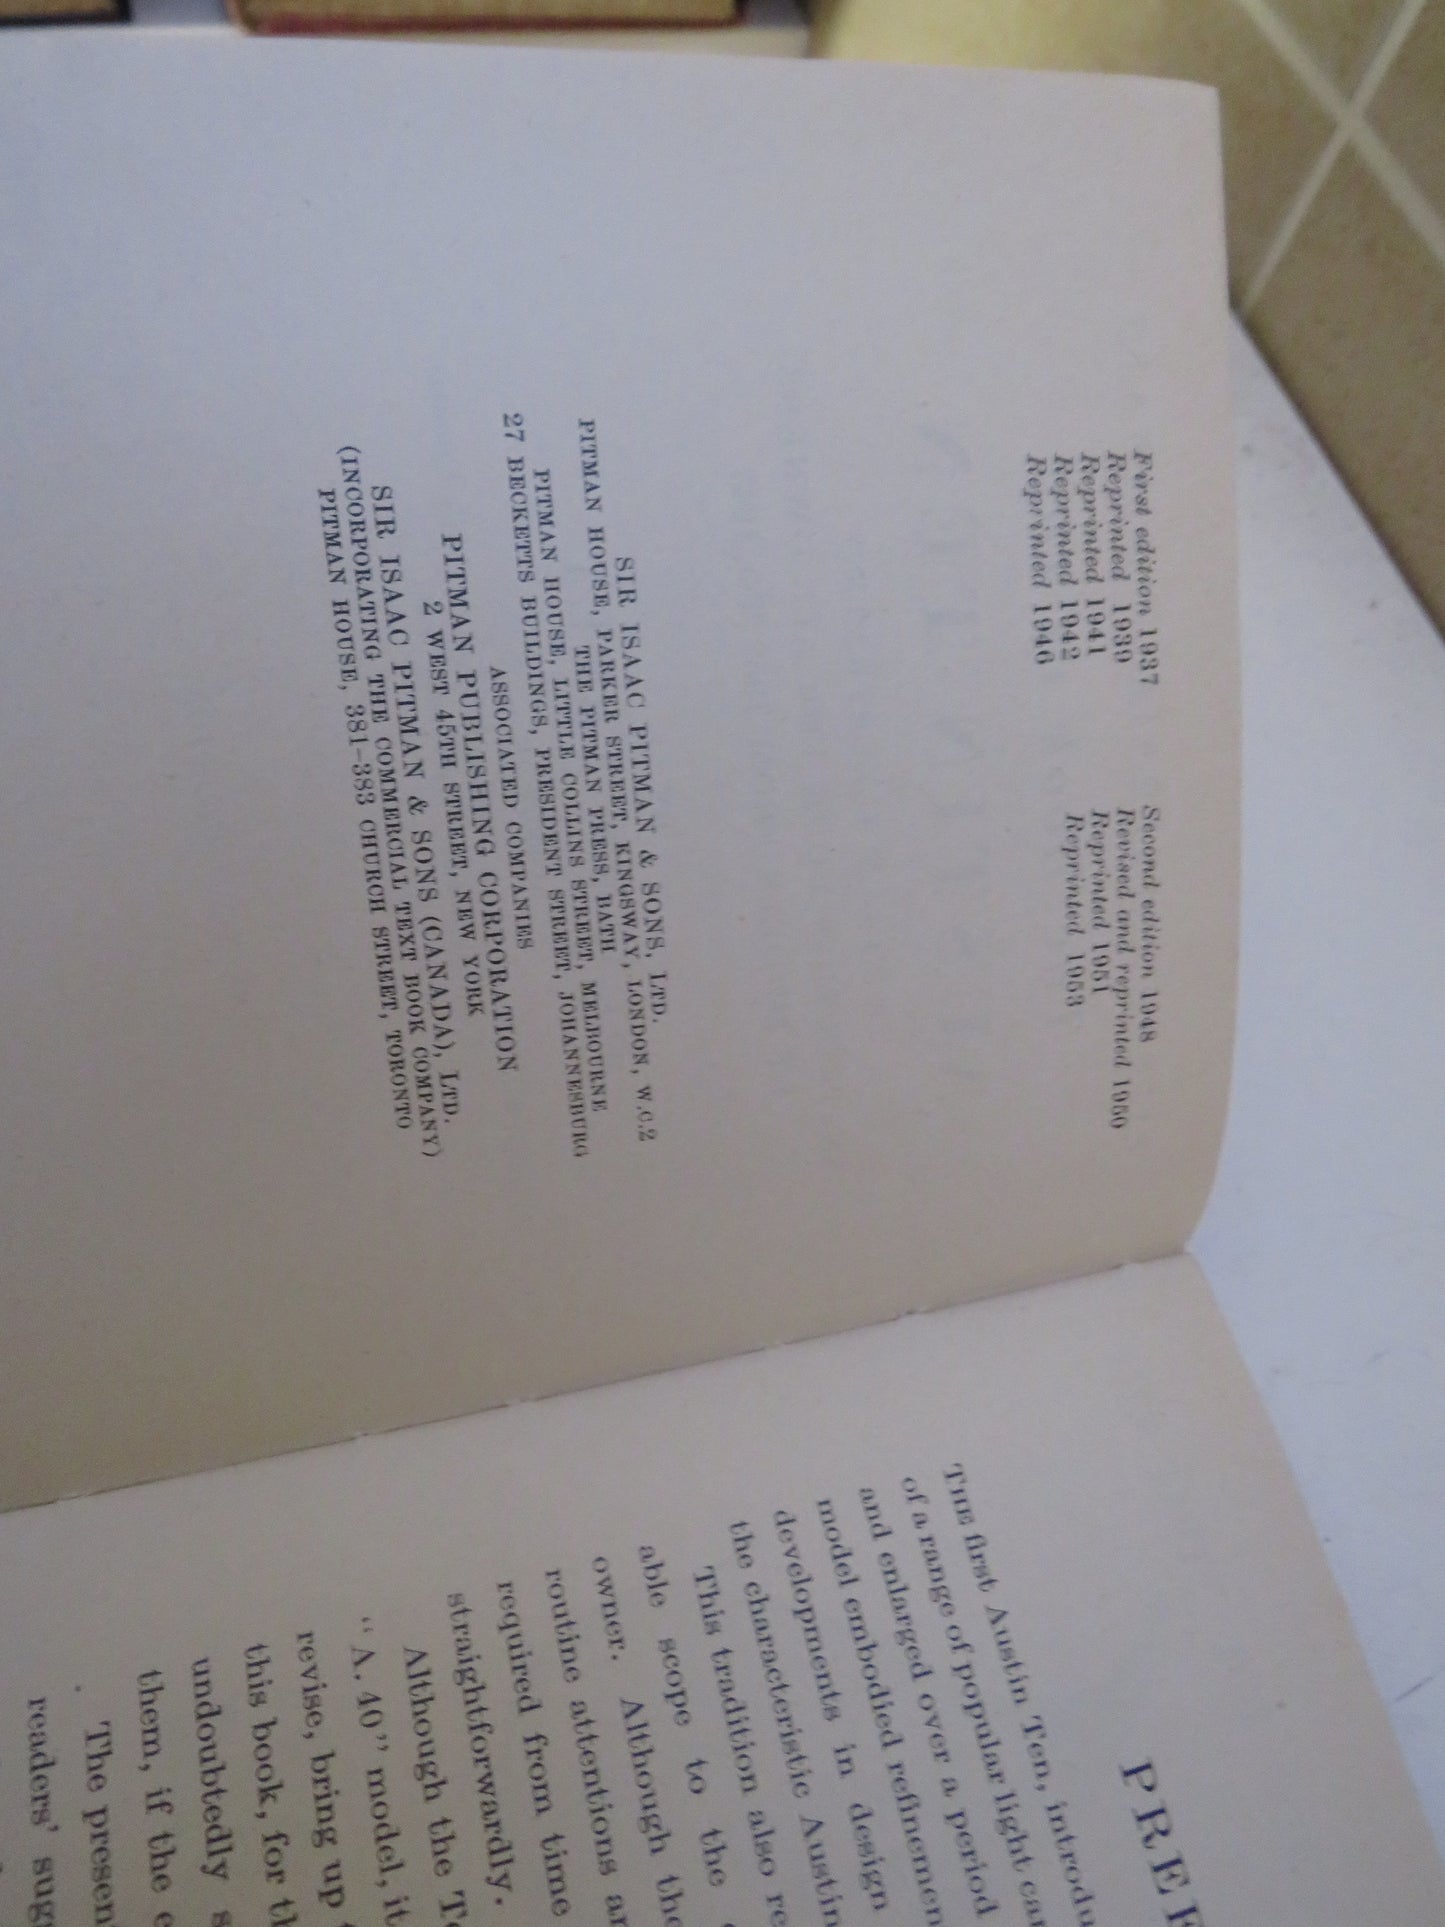 First edition 1937
Reprinted 1939
Reprinted 1941
Reprinted 1942
Reprinted 1946
Second edition 1948
Revised and reprinted 1950
Reprinted 1951
Reprinted 1953
SIR ISAAC PITMAN & SONS, LTD.
PITMAN HOUSE, PARKER STREET, KINGSWAY, LONDON, W.C.2
THE PITMAN PRESS, BATH
PITMAN HOUSE, LITTLE COLLINS STREET, MELBOURNE
27 BECKETTS BUILDINGS, PRESIDENT STREET, JOHANNESBURG
ASSOCIATED COMPANIES
PITMAN PUBLISHING CORPORATION
2 WEST 45TH STREET, NEW YORK
SIR ISAAC PITMAN & SONS (CANADA), LTD.
(INCORPORATING THE COMMERCIAL TEXT BOOK COMPANY)
PITMAN HOUSE, 381–383 CHURCH STREET, TORONTO
PREF
THE first Austin Ten, introdu
of a range of popular light car
and enlarged over a period
model embodied refinemen
developments in design
the characteristic Austin
This tradition also re
able scope to the
owner. Although the
routine attentions ar
required from time
straightforwardly.
Although the Te
"A. 40" model, it
revise, bring up
this book, for th
undoubtedly s
them, if the e
The presen
readers' sugg